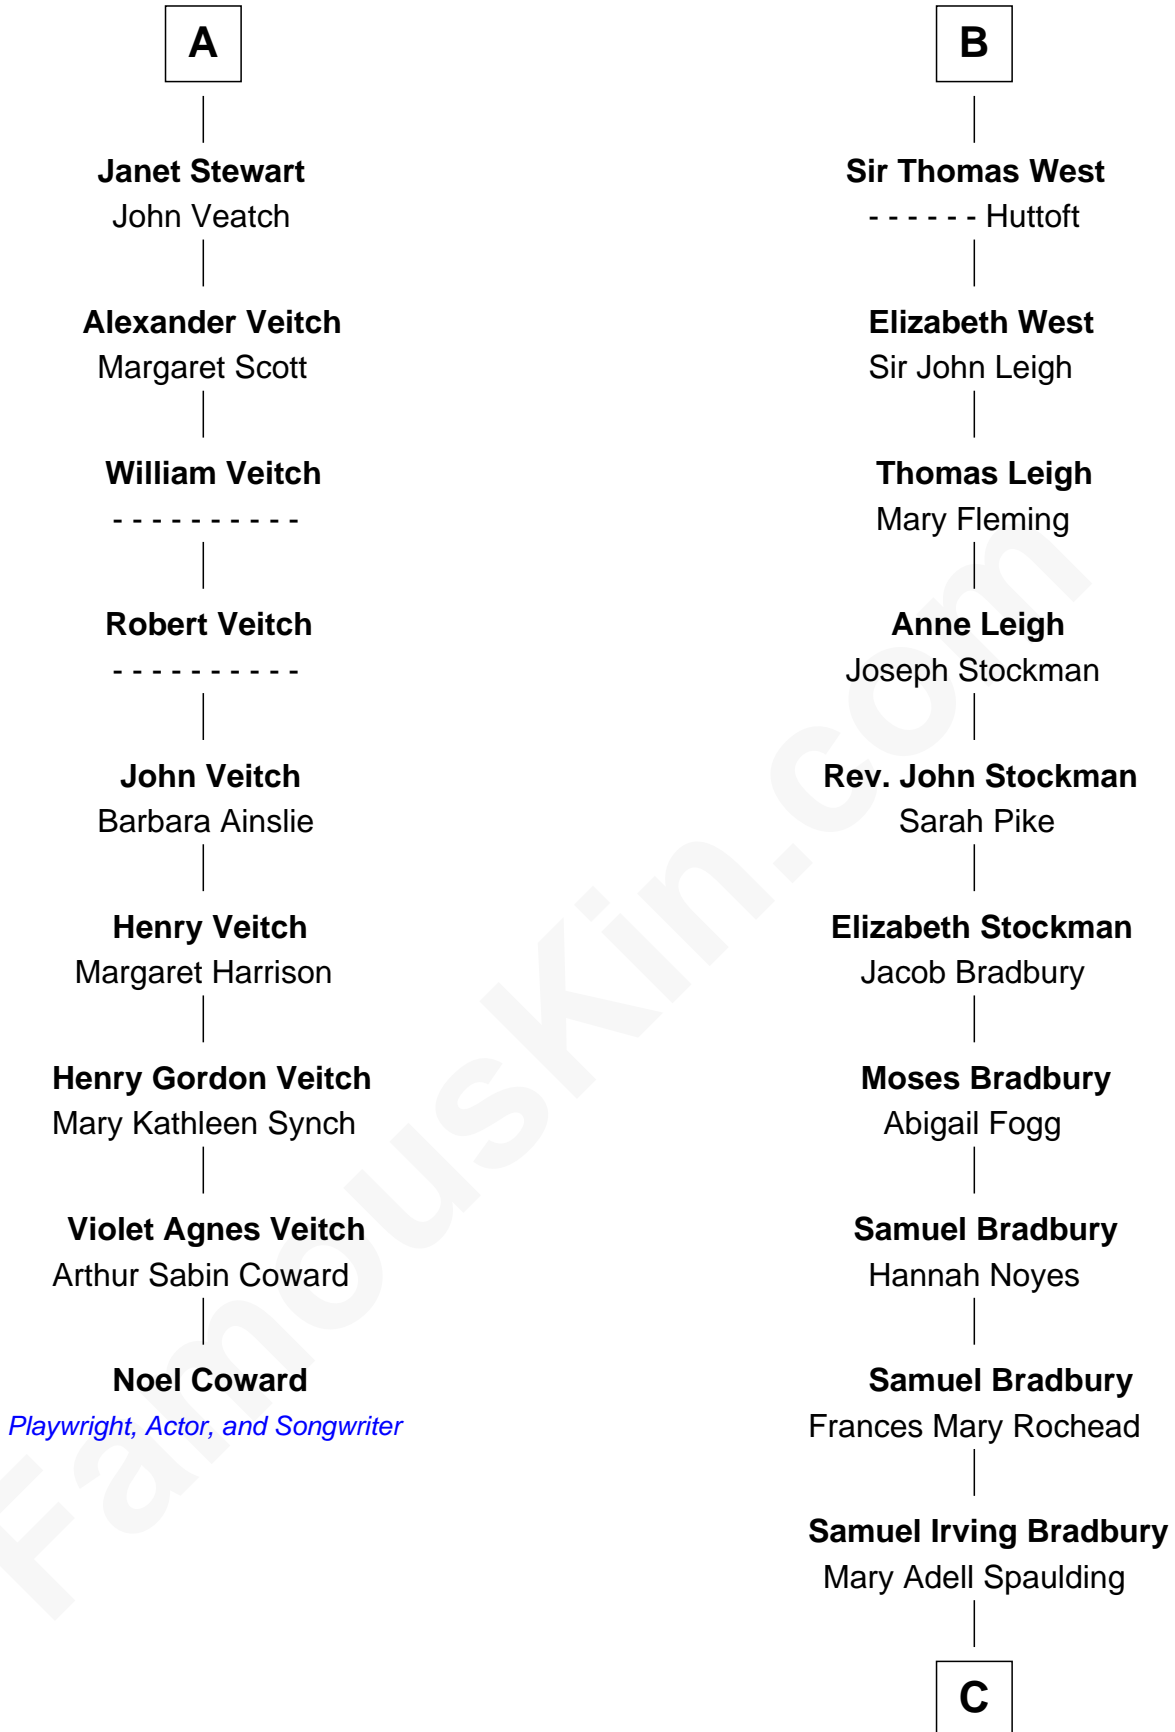 A
Janet Stewart
John Veatch
Alexander Veitch
Margaret Scott
William Veitch
- - - - - - - - - -
Robert Veitch
- - - - - - - - - -
John Veitch
Barbara Ainslie
Henry Veitch
Margaret Harrison
Henry Gordon Veitch
Mary Kathleen Synch
Violet Agnes Veitch
Arthur Sabin Coward
Noel Coward
Playwright, Actor, and Songwriter
B
Sir Thomas West
- - - - - - Huttoft
Elizabeth West
Sir John Leigh
Thomas Leigh
Mary Fleming
Anne Leigh
Joseph Stockman
Rev. John Stockman
Sarah Pike
Elizabeth Stockman
Jacob Bradbury
Moses Bradbury
Abigail Fogg
Samuel Bradbury
Hannah Noyes
Samuel Bradbury
Frances Mary Rochead
Samuel Irving Bradbury
Mary Adell Spaulding
C
FamousKin.com